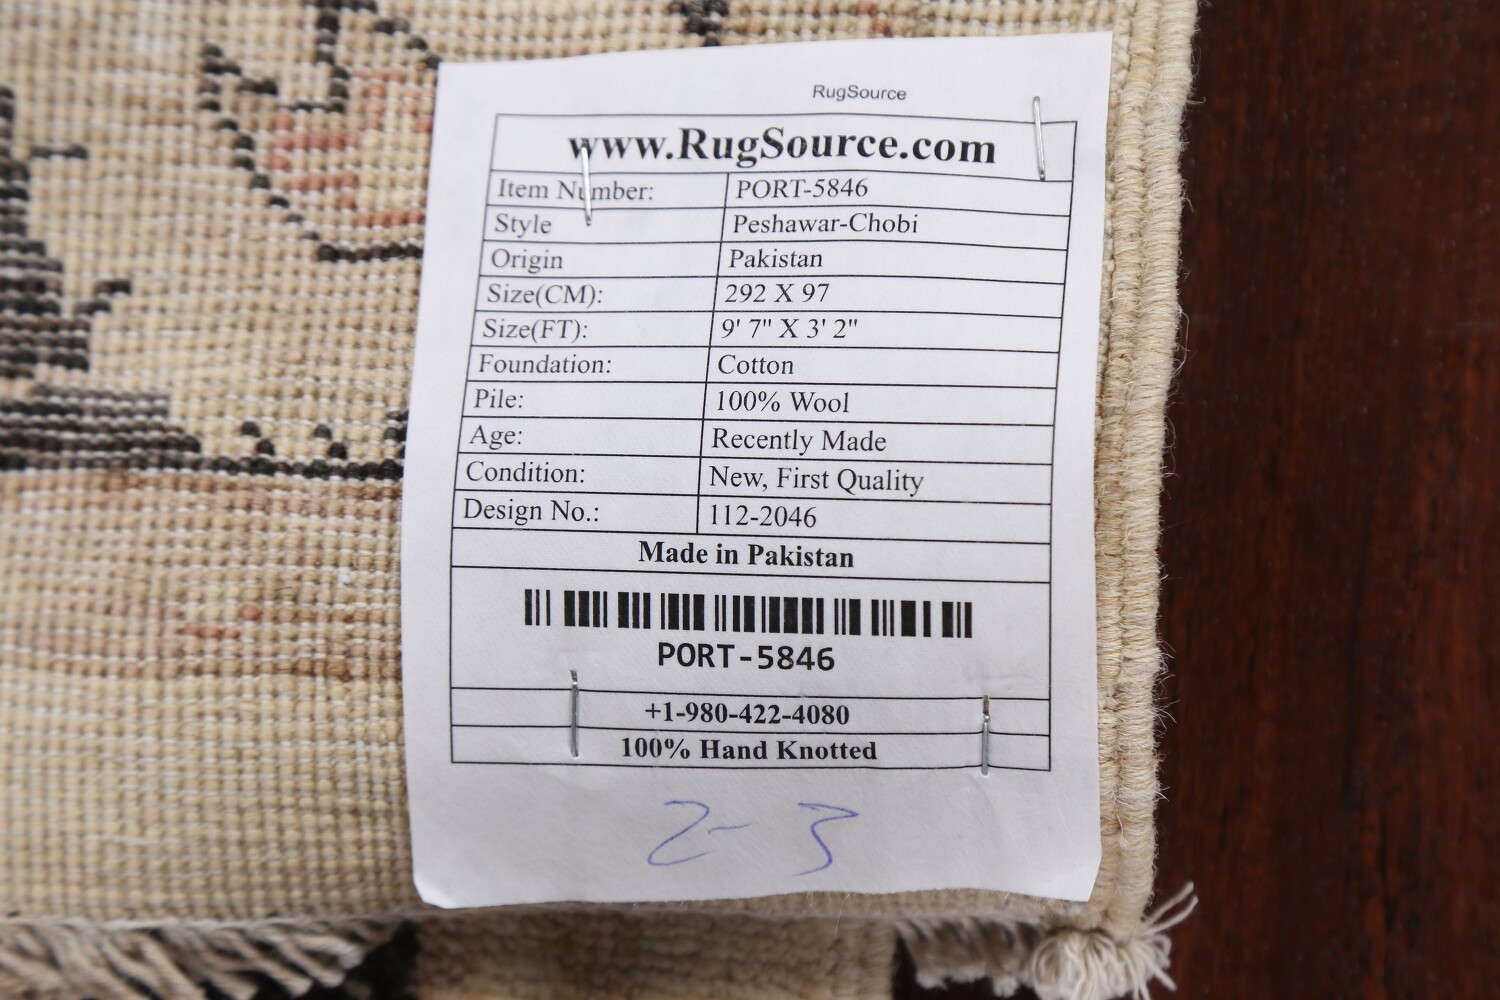 RugSource
www.RugSource.com
Item Number: PORT-5846
Style Peshawar-Chobi
Origin Pakistan
Size(CM): 292 X 97
Size(FT): 9' 7" X 3' 2"
Foundation: Cotton
Pile: 100% Wool
Age: Recently Made
Condition: New, First Quality
Design No.: 112-2046
Made in Pakistan
PORT-5846
+1-980-422-4080
100% Hand Knotted
2-3